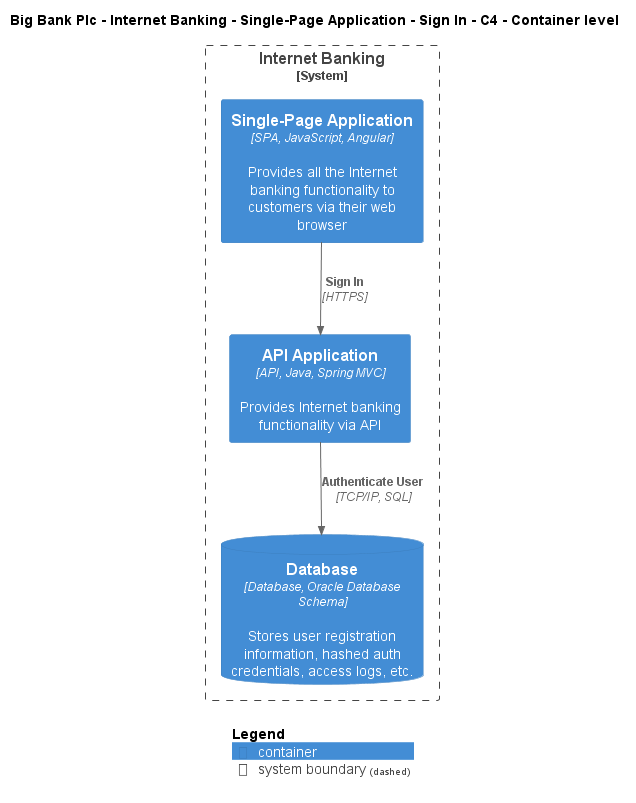 Big Bank Plc - Internet Banking - Single-Page Application - Sign In - C4 - Container level
Internet Banking
[System]
Single-Page Application
[SPA, JavaScript, Angular]
Provides all the Internet
banking functionality to
customers via their web
browser
Sign In
[HTTPS]
API Application
[API, Java, Spring MVC]
Provides Internet banking
functionality via API
Authenticate User
[TCP/IP, SQL]
Database
[Database, Oracle Database
Schema]
Stores user registration
information, hashed auth
credentials, access logs, etc.
Legend
container
system boundary (dashed)